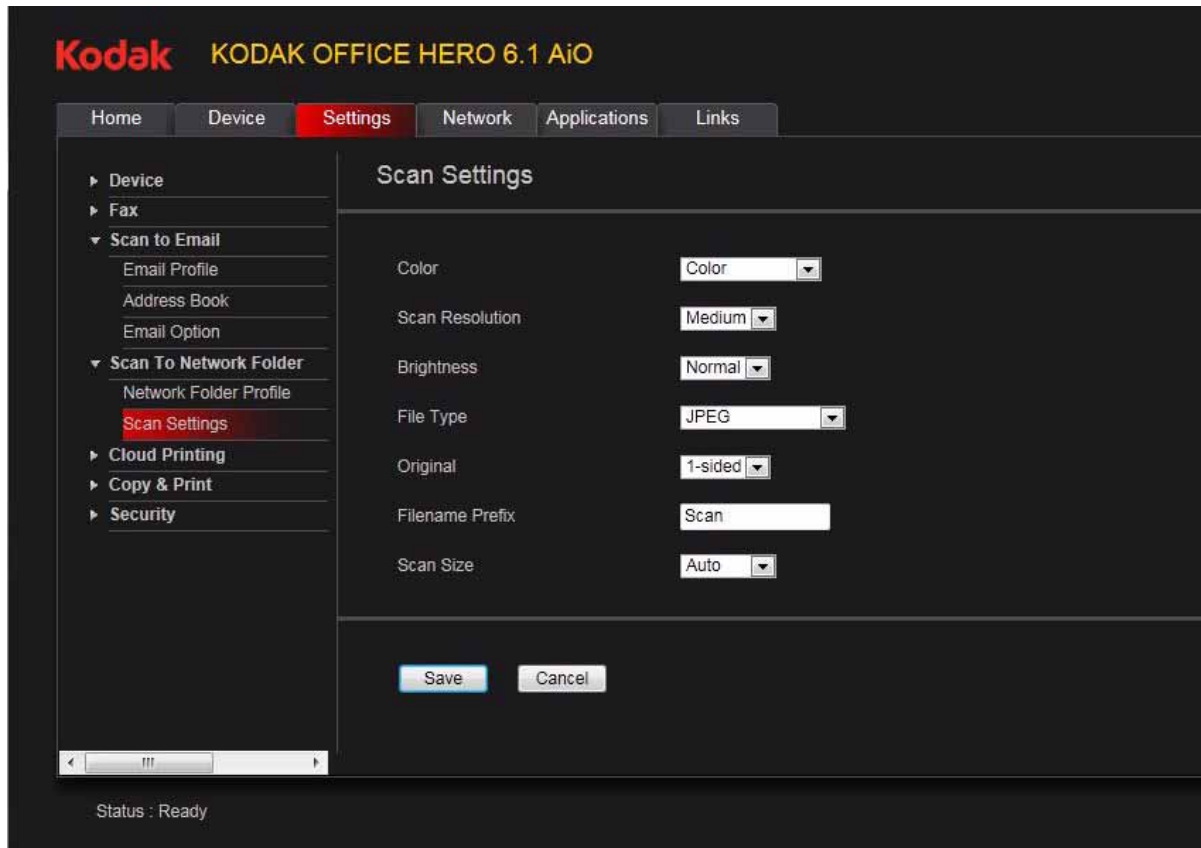 Kodak KODAK OFFICE HERO 6.1 AiO
Home Device Settings Network Applications Links
Device
Fax
Scan to Email
Email Profile
Address Book
Email Option
Scan To Network Folder
Network Folder Profile
Scan Settings
Cloud Printing
Copy & Print
Security
Scan Settings
Color Color
Scan Resolution Medium
Brightness Normal
File Type JPEG
Original 1-sided
Filename Prefix Scan
Scan Size Auto
Save Cancel
Status : Ready